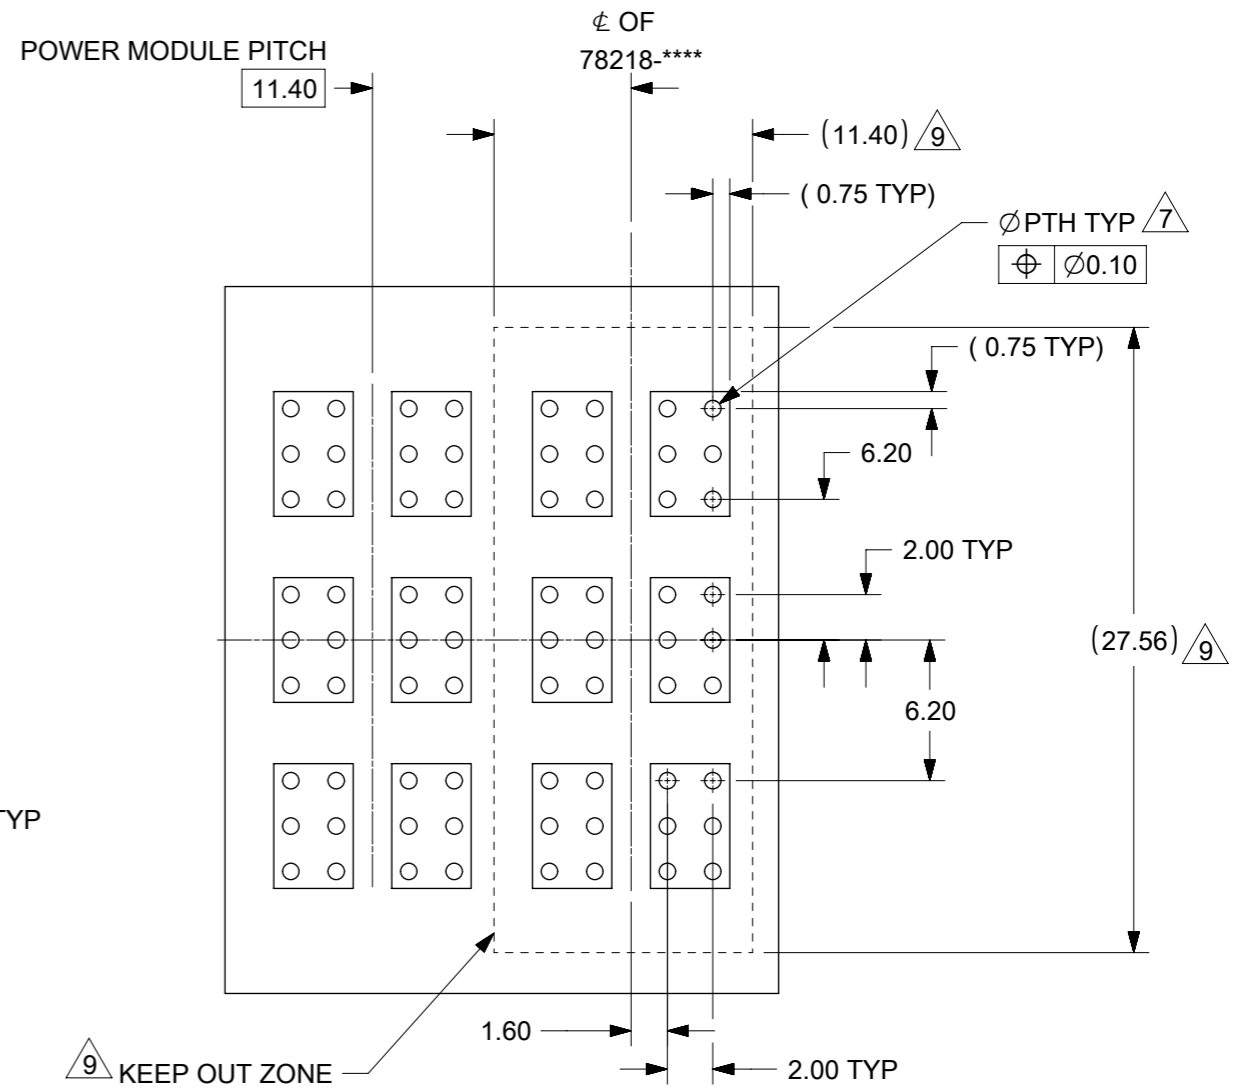 ℄ OF
78218-****
POWER MODULE PITCH
11.40
(11.40) 9
( 0.75 TYP)
∅PTH TYP 7
⌖ ∅0.10
( 0.75 TYP)
6.20
2.00 TYP
(27.56) 9
6.20
TYP
1.60
2.00 TYP
9 KEEP OUT ZONE